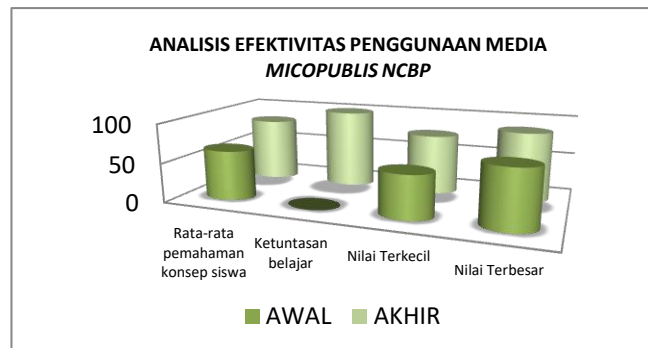 ANALISIS EFEKTIVITAS PENGGUNAAN MEDIA
MICOPUBLIS NCBP
100
50
0
Rata-rata
pemahaman
konsep siswa
Ketuntasan
belajar
Nilai Terkecil
Nilai Terbesar
AWAL AKHIR